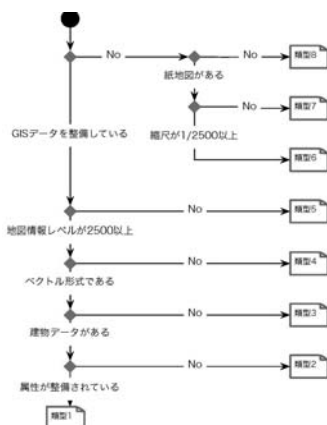 No
No
類型8
紙地図がある
No
類型7
GISデータを整備している
縮尺が1/2500以上
類型6
No
類型5
地図情報レベルが2500以上
No
類型4
ベクトル形式である
No
類型3
建物データがある
No
類型2
属性が整備されている
類型1